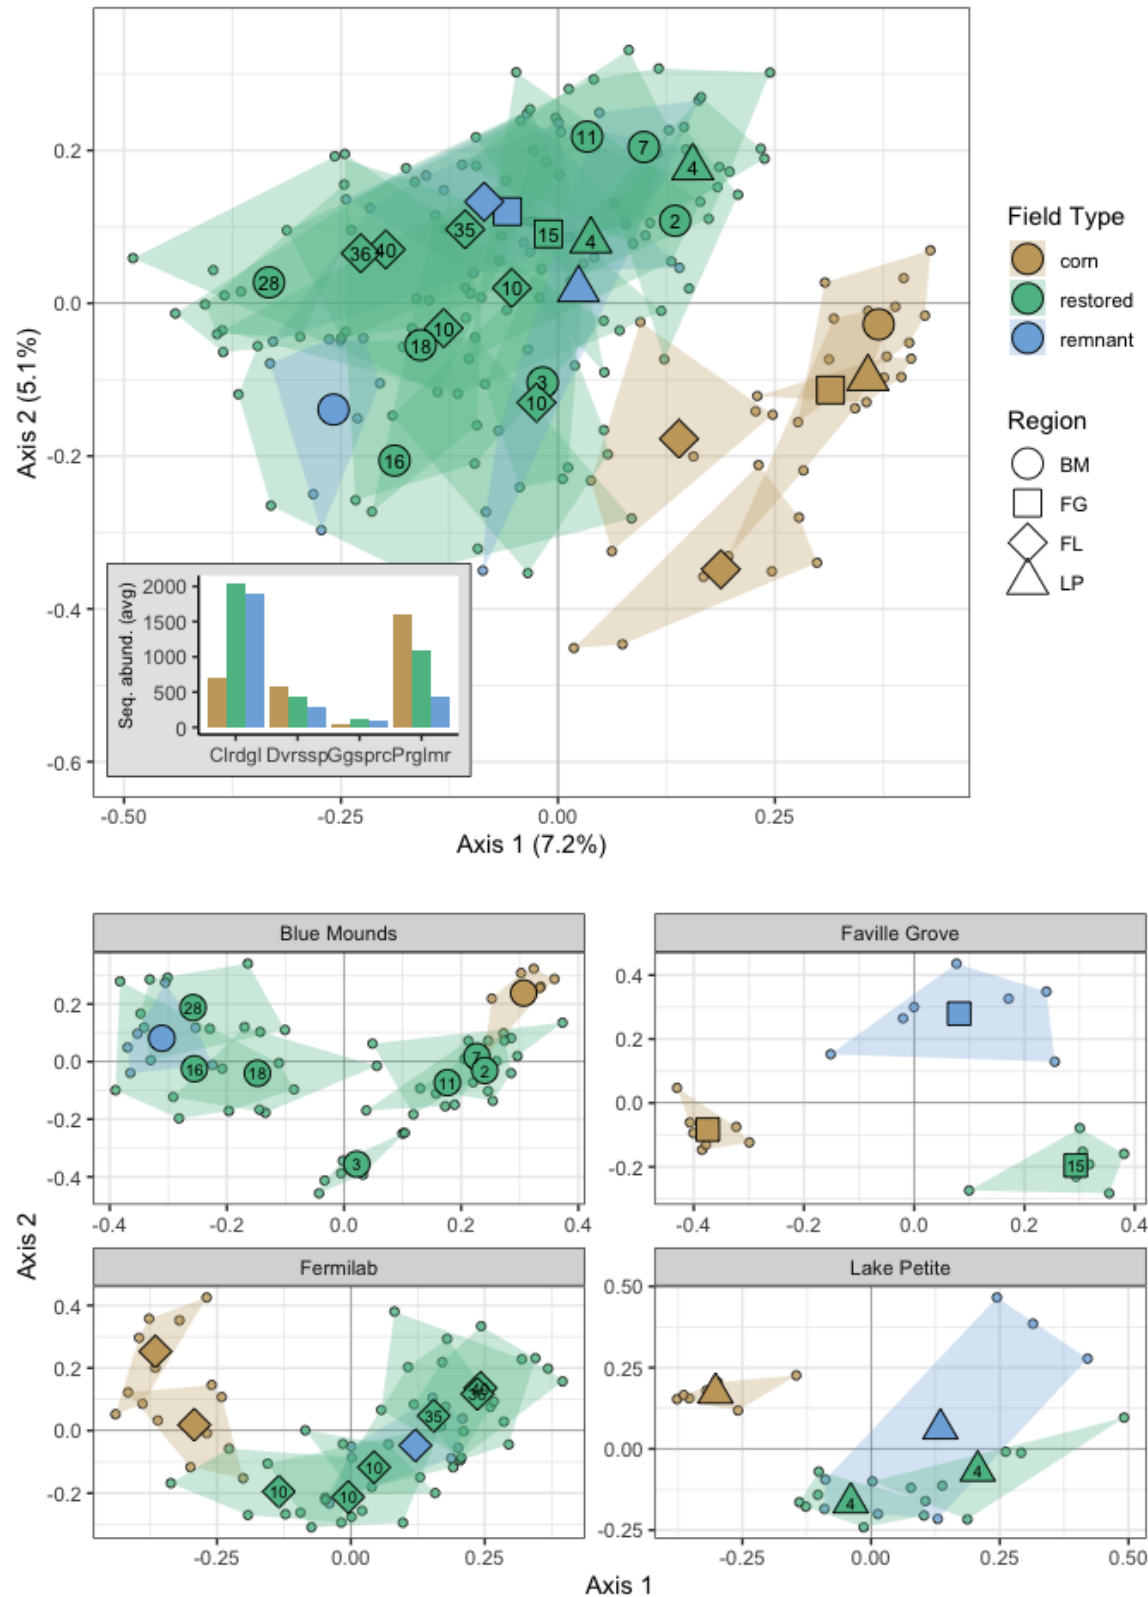 0.2
0.0
-0.2
-0.4
-0.6
Axis 2 (5.1%)
11
7
4
2
15
4
35
36
40
28
10
10
18
3
10
16
Seq. abund. (avg)
2000
1500
1000
500
0
Clrdgl Dvrssp Ggsprc Prglmr
-0.50 -0.25 0.00 0.25
Axis 1 (7.2%)
Field Type
corn
restored
remnant
Region
BM
FG
FL
LP
Blue Mounds
0.2
0.0
-0.2
-0.4
28
16
18
7
2
11
3
-0.4 -0.2 0.0 0.2 0.4
Faville Grove
0.4
0.2
0.0
-0.2
15
-0.4 -0.2 0.0 0.2 0.4
Axis 2
Fermilab
0.4
0.2
0.0
-0.2
35
10
10
10
-0.25 0.00 0.25
Lake Petite
0.50
0.25
0.00
-0.25
4
4
-0.25 0.00 0.25 0.50
Axis 1